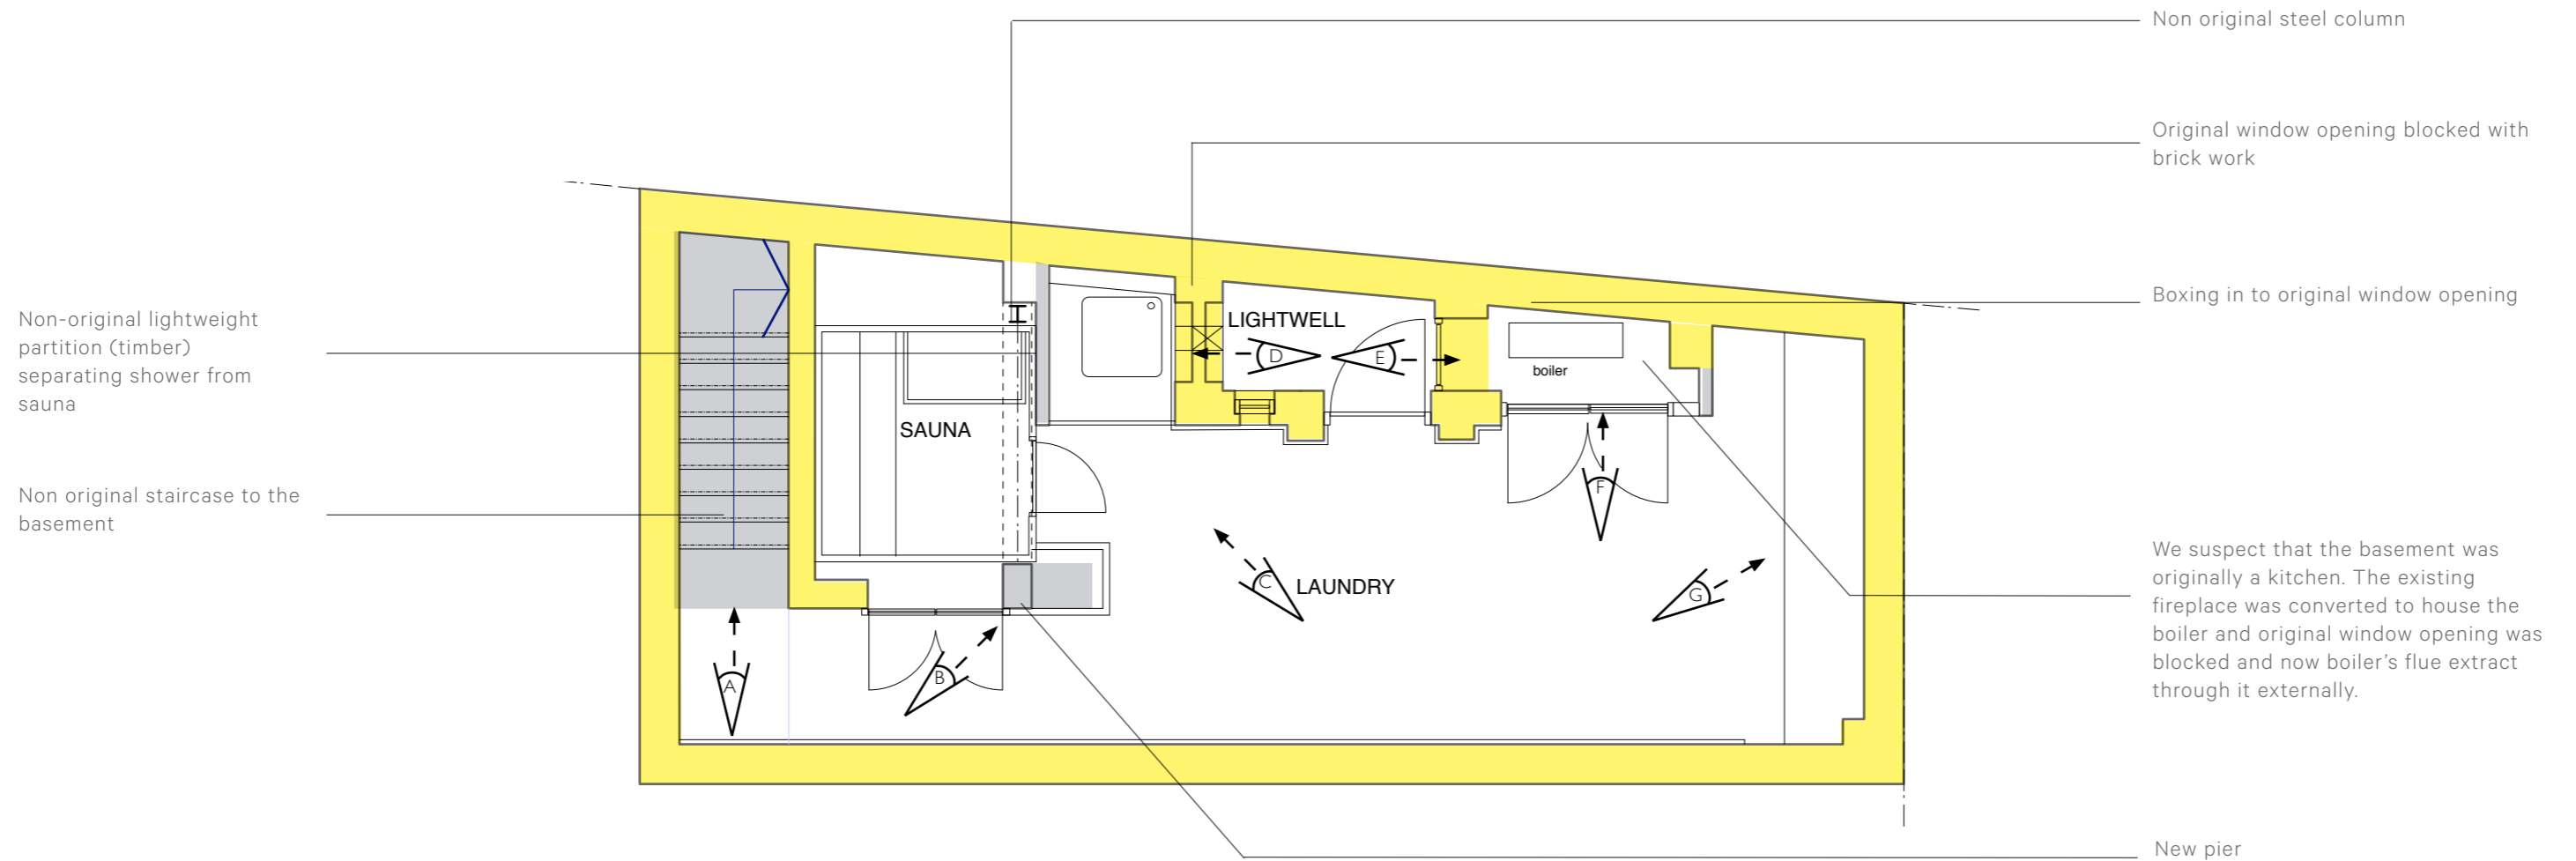 Non original steel column
Original window opening blocked with
brick work
Boxing in to original window opening
Non-original lightweight
partition (timber)
separating shower from
sauna
LIGHTWELL
D
E
boiler
SAUNA
Non original staircase to the
basement
F
We suspect that the basement was
originally a kitchen. The existing
fireplace was converted to house the
boiler and original window opening was
blocked and now boiler's flue extract
through it externally.
C
LAUNDRY
G
A
B
New pier